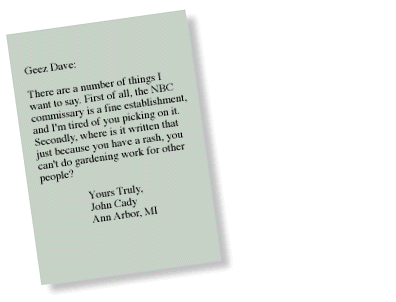 Geez Dave:
There are a number of things I
want to say. First of all, the NBC
commissary is a fine establishment,
and I'm tired of you picking on it.
Secondly, where is it written that
just because you have a rash, you
can't do gardening work for other
people?
Yours Truly,
John Cady
Ann Arbor, MI